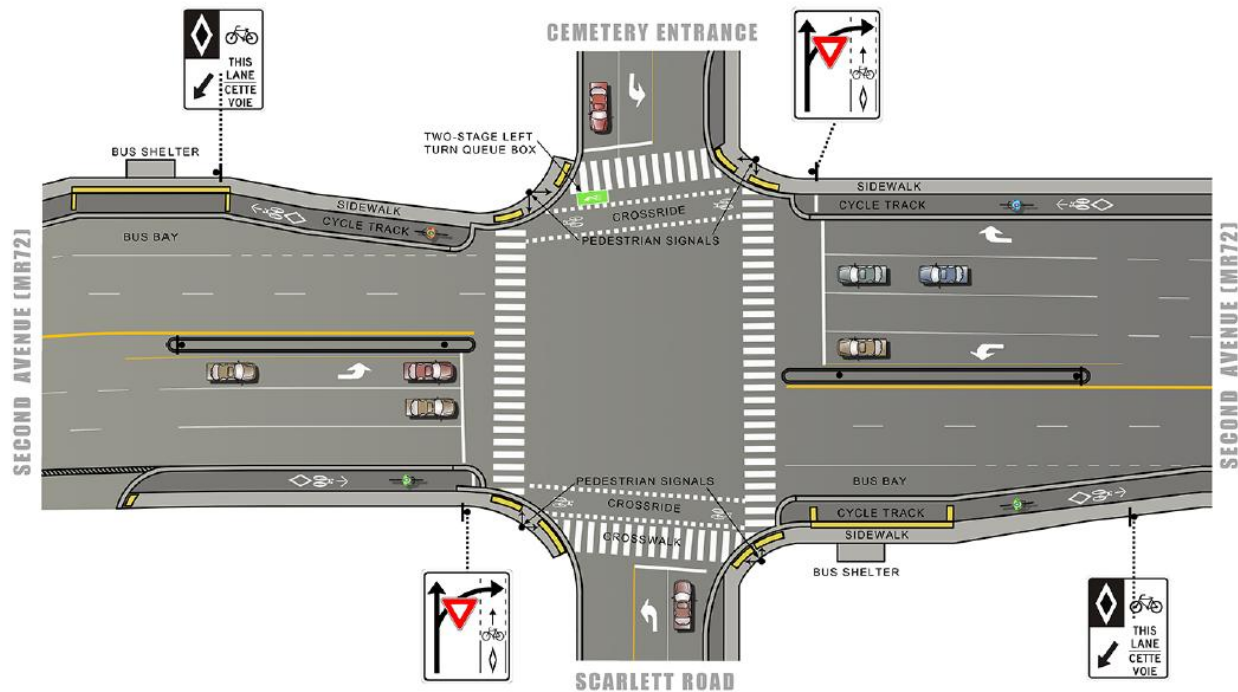 CEMETERY ENTRANCE
THIS
LANE
CETTE
VOIE
TWO-STAGE LEFT
TURN QUEUE BOX
BUS SHELTER
SIDEWALK
CYCLE TRACK
BUS BAY
CROSSRIDE
PEDESTRIAN SIGNALS
SIDEWALK
CYCLE TRACK
SECOND AVENUE (MR72)
SECOND AVENUE (MR72)
PEDESTRIAN SIGNALS
CROSSRIDE
CROSSWALK
BUS BAY
CYCLE TRACK
SIDEWALK
BUS SHELTER
THIS
LANE
CETTE
VOIE
SCARLETT ROAD